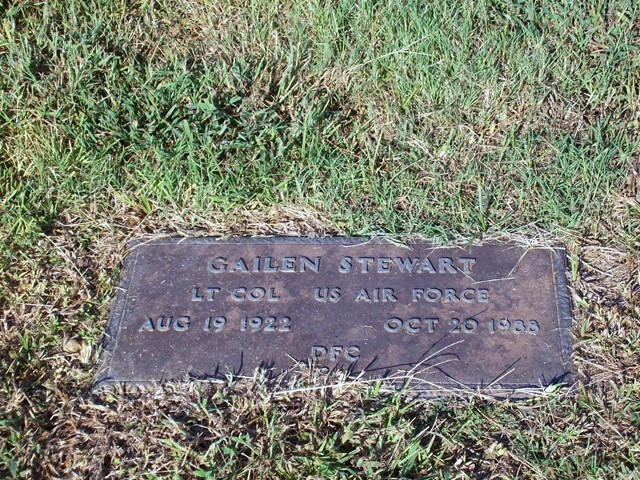 GAILEN STEWART
LT COL US AIR FORCE
AUG 19 1922 OCT 20 1988
DFC